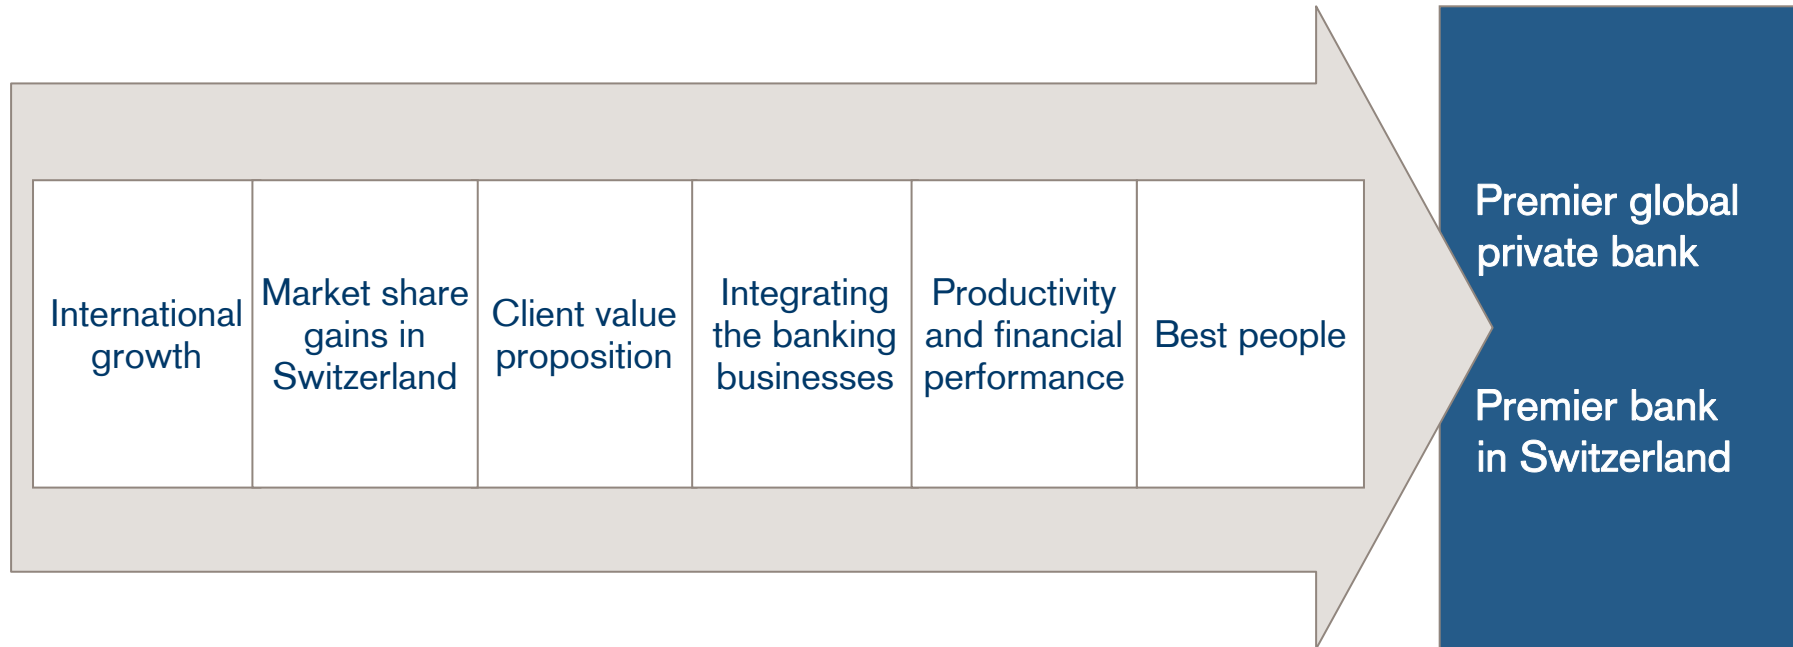 International
growth
Market share
gains in
Switzerland
Client value
proposition
Integrating
the banking
businesses
Productivity
and financial
performance
Best people
Premier global
private bank
Premier bank
in Switzerland